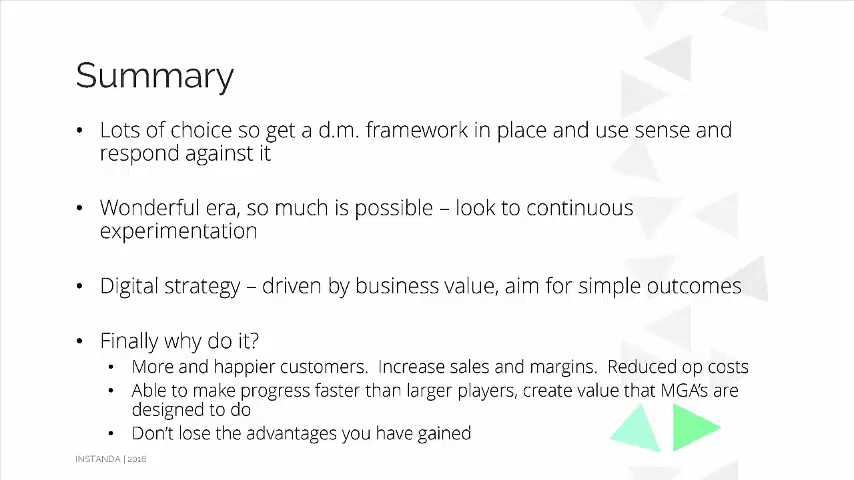 Summary
• Lots of choice so get a d.m. framework in place and use sense and
respond against it
• Wonderful era, so much is possible – look to continuous
experimentation
• Digital strategy – driven by business value, aim for simple outcomes
• Finally why do it?
• More and happier customers.  Increase sales and margins.  Reduced op costs
• Able to make progress faster than larger players, create value that MGA’s are
designed to do
• Don’t lose the advantages you have gained
INSTANDA | 2016